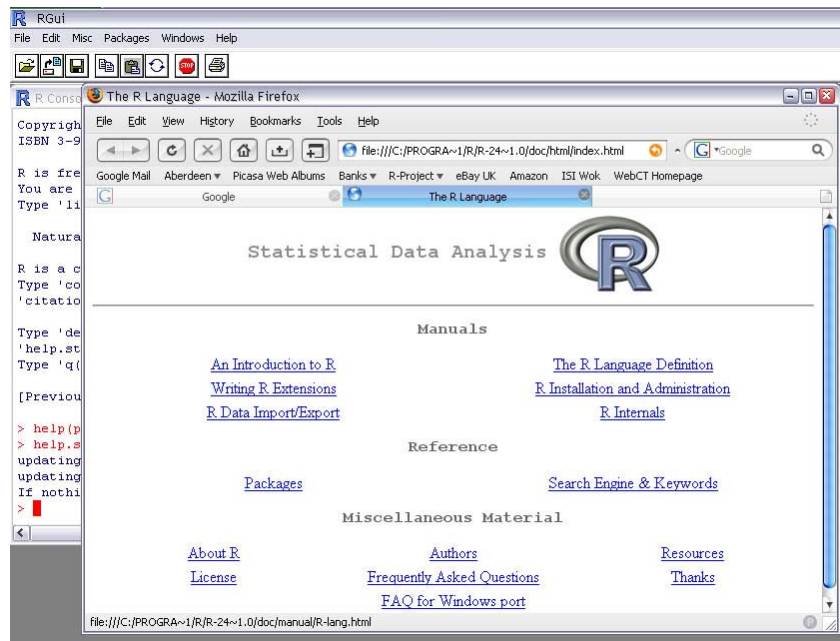 RGui
File Edit Misc Packages Windows Help
STOP
R Conso
Copyrigh
ISBN 3-9
R is fre
You are
Type 'li
Natura
R is a c
Type 'co
'citatio
Type 'de
'help.st
Type 'q(
[Previou
> help(p
> help.s
updating
updating
If nothi
>
The R Language - Mozilla Firefox
File Edit View History Bookmarks Tools Help
file:///C:/PROGRA~1/R/R-24~1.0/doc/html/index.html
G Google
Google Mail Aberdeen Picasa Web Albums Banks R-Project eBay UK Amazon ISI Wok WebCT Homepage
G Google The R Language
Statistical Data Analysis R
Manuals
An Introduction to R The R Language Definition
Writing R Extensions R Installation and Administration
R Data Import/Export R Internals
Reference
Packages Search Engine & Keywords
Miscellaneous Material
About R Authors Resources
License Frequently Asked Questions Thanks
FAQ for Windows port
file:///C:/PROGRA~1/R/R-24~1.0/doc/manual/R-lang.html